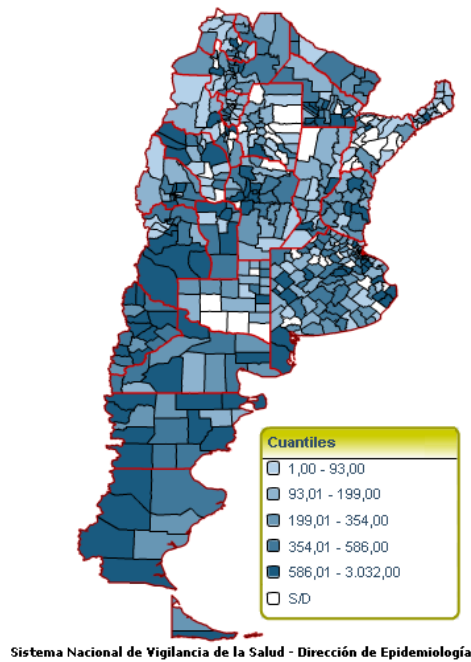 Cuantiles
1,00 - 93,00
93,01 - 199,00
199,01 - 354,00
354,01 - 586,00
586,01 - 3.032,00
S/D
Sistema Nacional de Vigilancia de la Salud - Dirección de Epidemiología